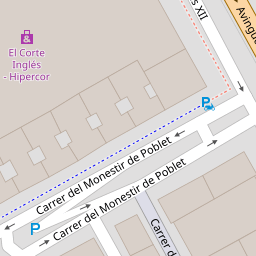 s XII
Avingu
El Corte
Inglés
- Hipercor
P
Carrer del Monestir de Poblet
Carrer del Monestir de Poblet
P
Carrer d